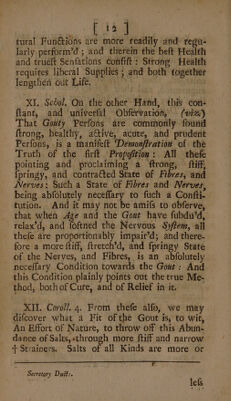 [ 12 ]
tural Functions are more readily and regu-
larly perform'd ; and therein the best Health
and truest Sensations consist : Strong Health
requires liberal Supplies ; and both together
lengthen out Life.
XI. Schol. On the other Hand, this con-
stant, and universal Observation, (viz.)
That Gouty Persons are commonly found
strong, healthy, active, acute, and prudent
Persons, is a manifest Demonstration of the
Truth of the first Proposition : All these
pointing and proclaiming a strong, stiff,
springy, and contracted State of Fibres, and
Nerves: Such a State of Fibres and Nerves,
being absolutely necessary to such a Consti-
tution. And it may not be amiss to observe,
that when Age and the Gout have subdu'd,
relax'd, and softned the Nervous System, all
these are proportionably impair'd; and there-
fore a more stiff, stretch'd, and springy State
of the Nerves, and Fibres, is an absolutely
necessary Condition towards the Gout : And
this Condition plainly points out the true Me-
thod, both of Cure, and of Relief in it.
XII. Coroll. 4. From these also, we may
discover what a Fit of the Gout is, to wit,
An Effort of Nature, to throw off this Abun-
dance of Salts, through more stiff and narrow
† Strainers. Salts of all Kinds are more or
Secretory Ducts.
less